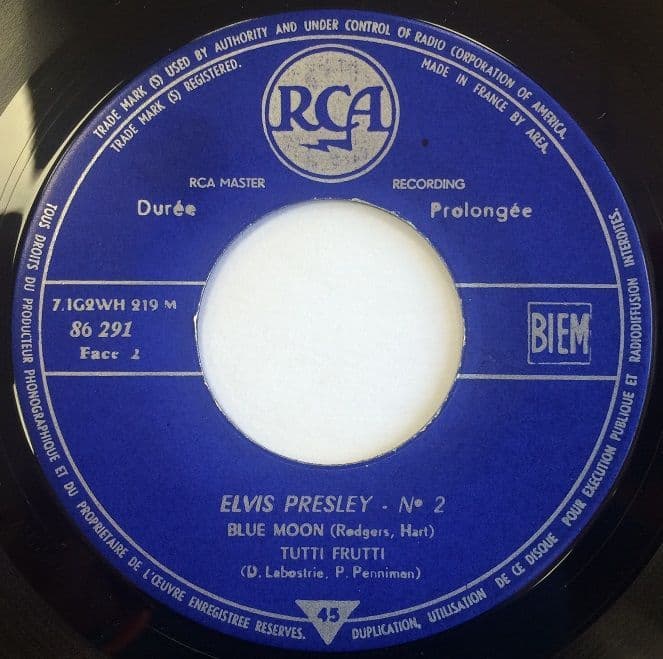 TRADE MARK (S) USED BY AUTHORITY AND UNDER CONTROL OF RADIO CORPORATION OF AMERICA.
TRADE MARK (S) REGISTERED.
MADE IN FRANCE BY AREA.
RCA
RCA MASTER RECORDING
Durée Prolongée
7.1G2WH 219 M
86 291
Face
BIEM
ELVIS PRESLEY - Nº 2
BLUE MOON (Rodgers, Hart)
TUTTI FRUTTI
(D. Labostrie, P. Penniman)
45
TOUS DROITS DU PRODUCTEUR PHONOGRAPHIQUE ET DU PROPRIETAIRE DE L'ŒUVRE ENREGISTREE RESERVES.
DUPLICATION, UTILISATION DE CE DISQUE POUR EXECUTION PUBLIQUE ET RADIODIFFUSION INTERDITES.